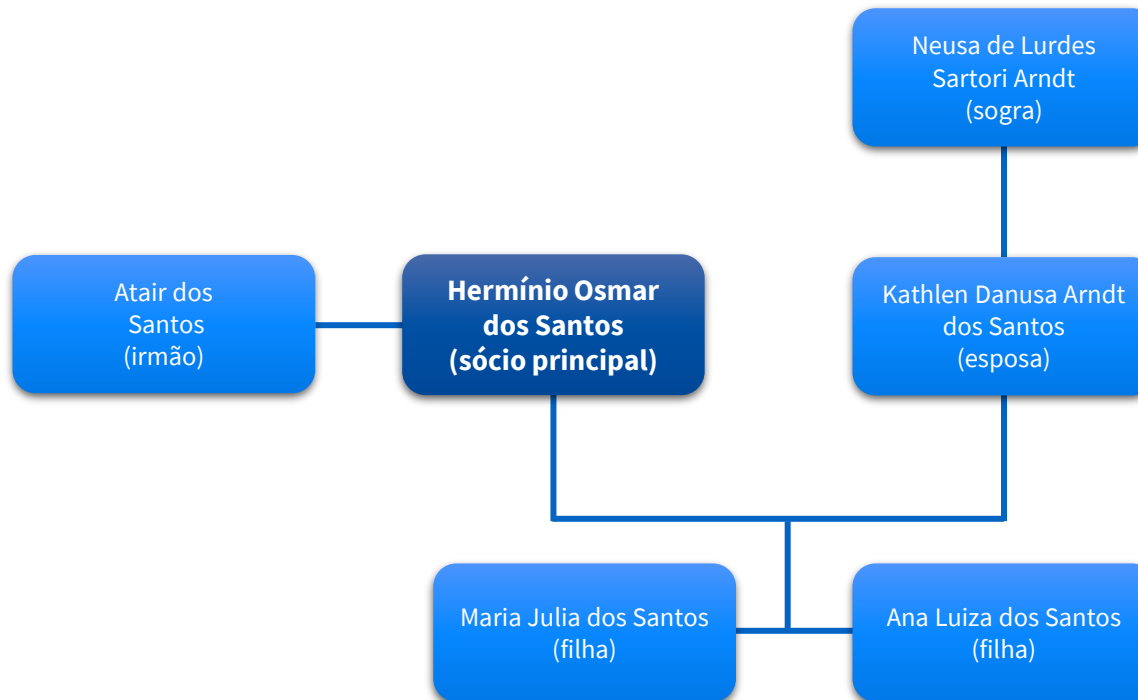 Neusa de Lurdes
Sartori Arndt
(sogra)
Atair dos
Santos
(irmão)
Hermínio Osmar
dos Santos
(sócio principal)
Kathlen Danusa Arndt
dos Santos
(esposa)
Maria Julia dos Santos
(filha)
Ana Luiza dos Santos
(filha)